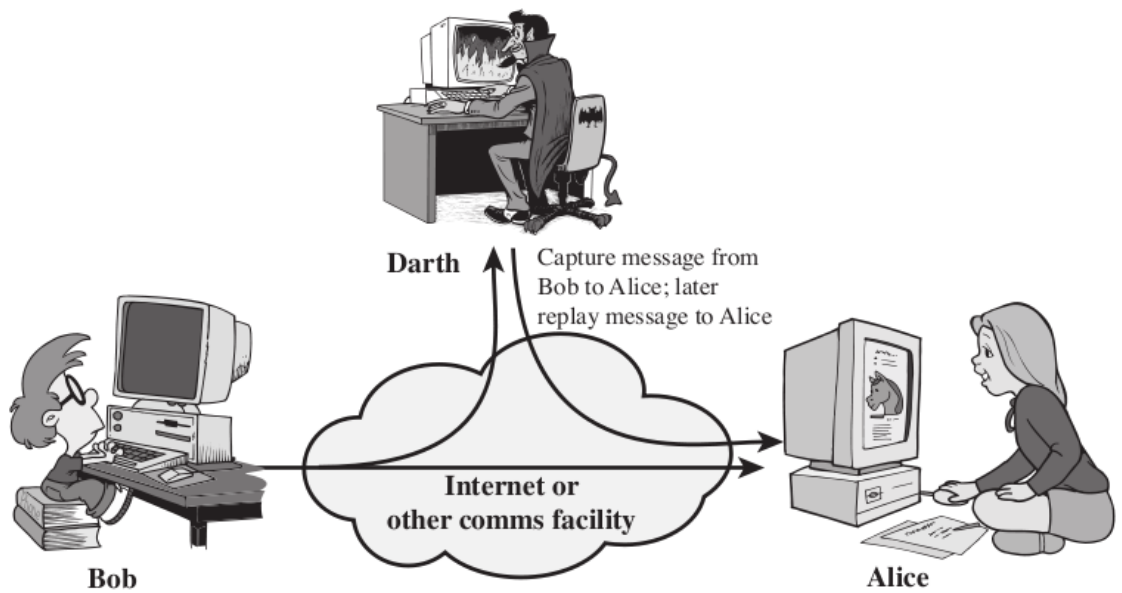 Darth
Capture message from
Bob to Alice; later
replay message to Alice
Internet or
other comms facility
Bob
Alice